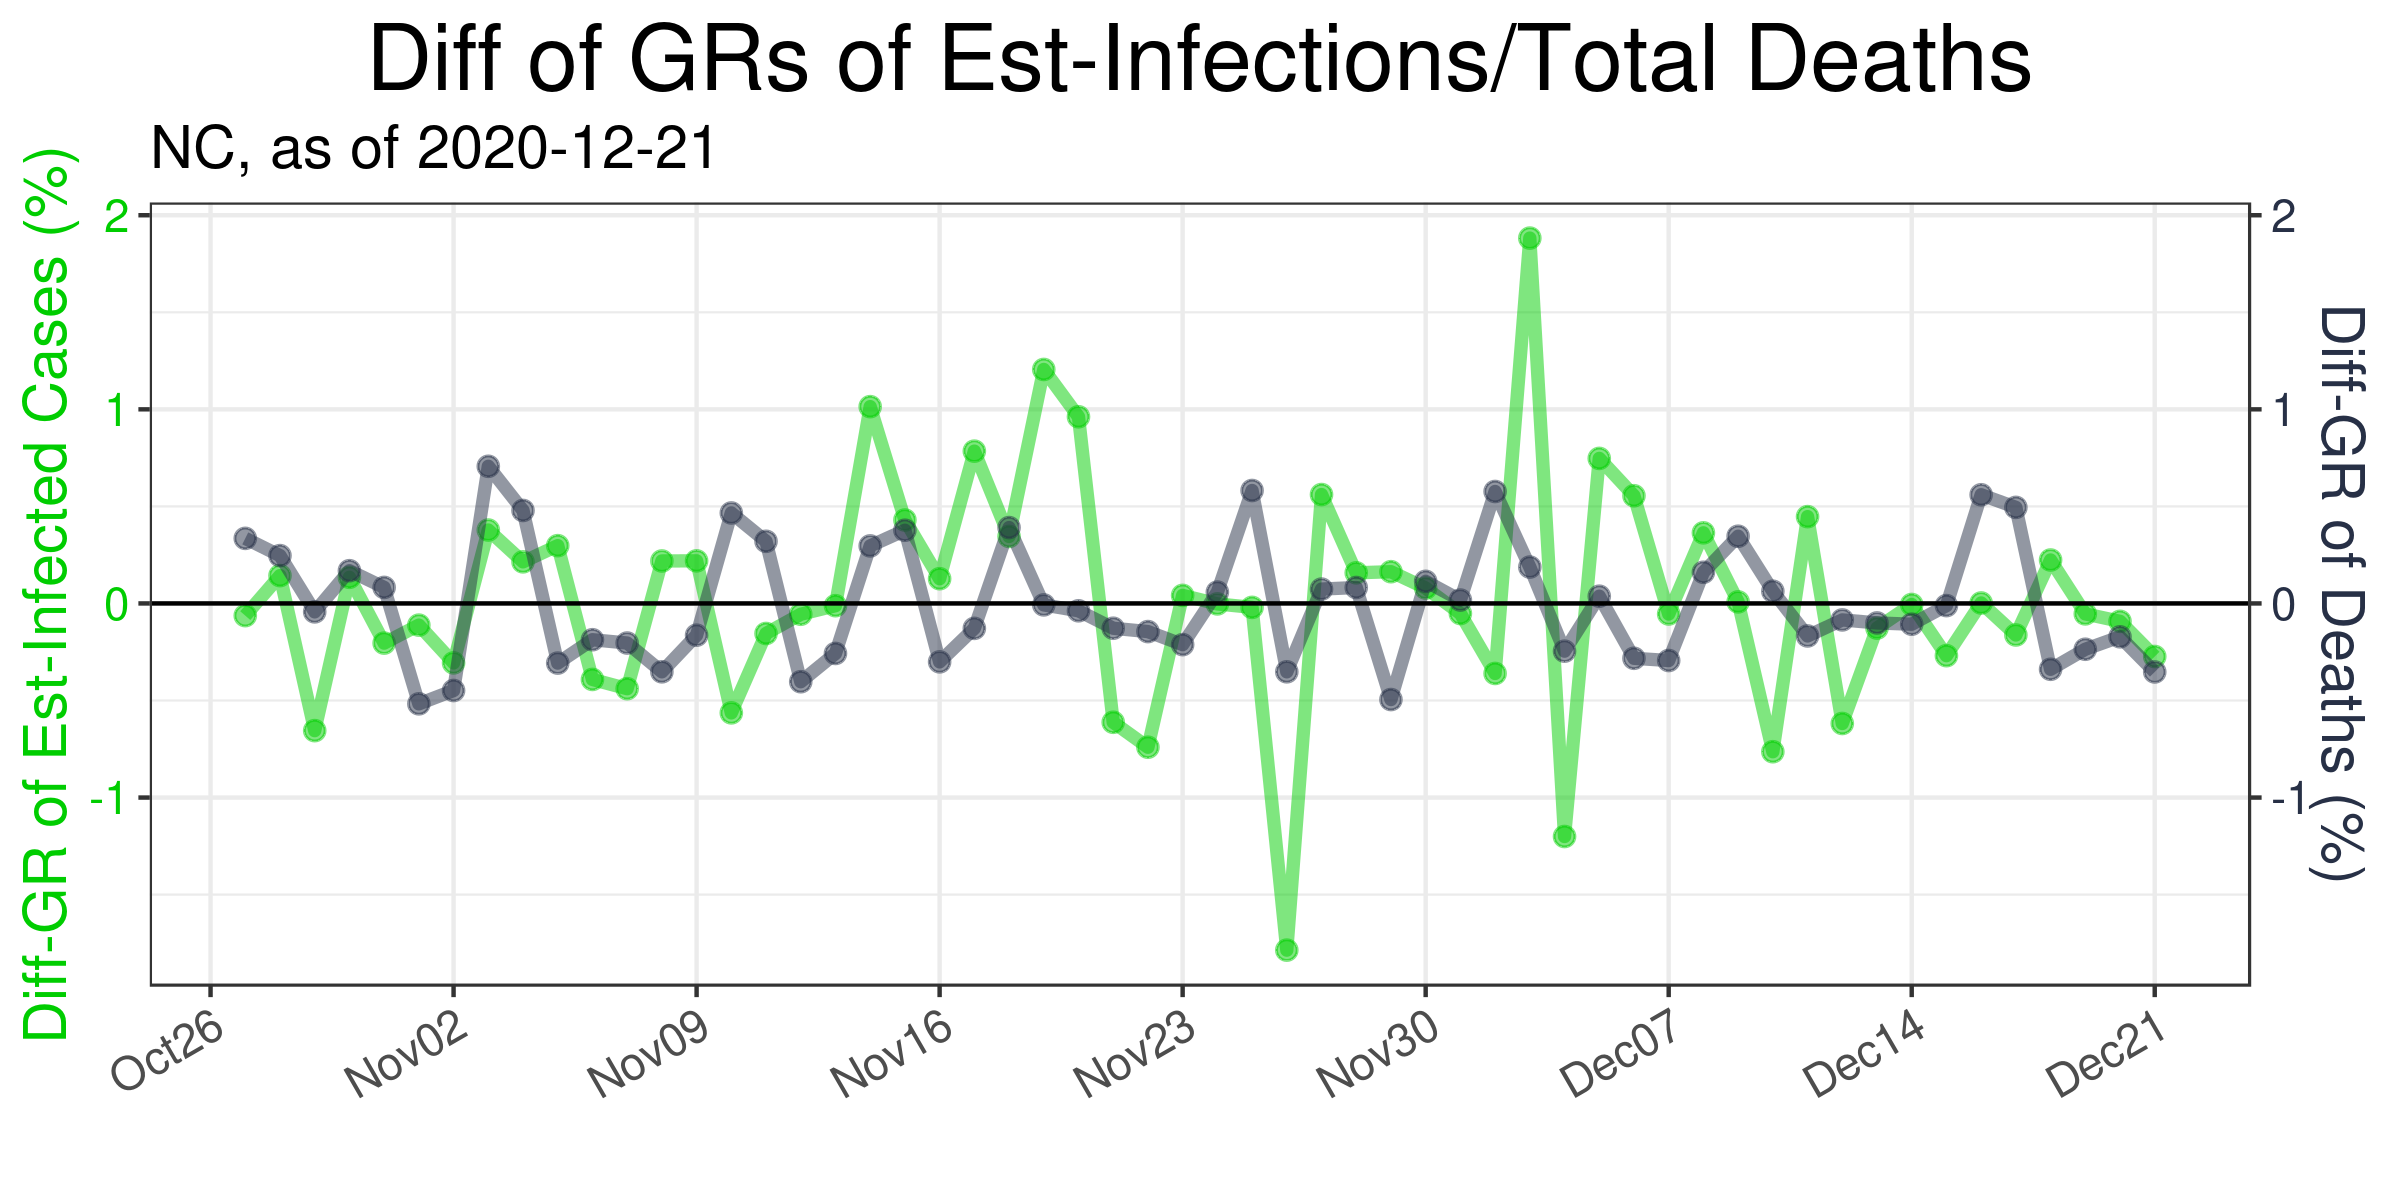 Diff of GRs of Est-Infections/Total Deaths
NC, as of 2020-12-21
Diff-GR of Est-Infected Cases (%)
2
1
0
-1
2
1
0
-1
Diff-GR of Deaths (%)
Oct26
Nov02
Nov09
Nov16
Nov23
Nov30
Dec07
Dec14
Dec21